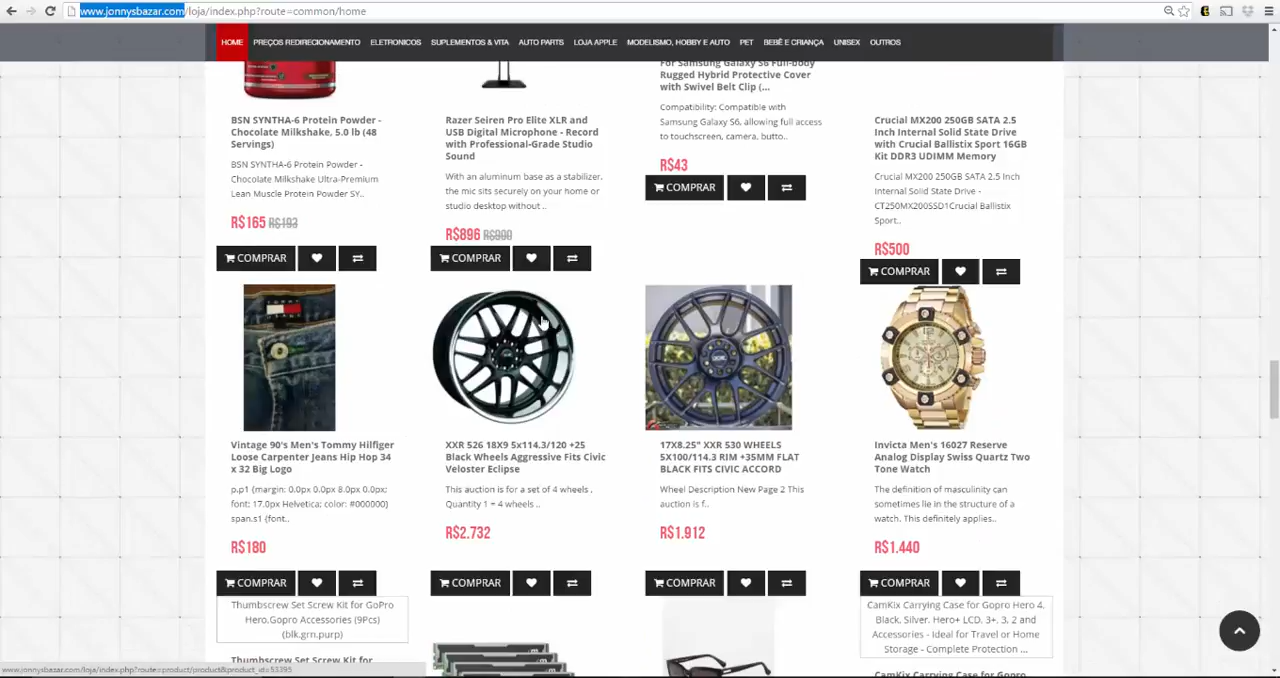 www.jonnysbazar.com/loja/index.php?route=common/home
HOME PREÇOS REDIRECIONAMENTO ELETRONICOS SUPLEMENTOS & VITA AUTO PARTS LOJA APPLE MODELISMO, HOBBY E AUTO PET BEBÊ E CRIANÇA UNISEX OUTROS
BSN SYNTHA-6 Protein Powder -
Chocolate Milkshake, 5.0 lb (48
Servings)
BSN SYNTHA-6 Protein Powder -
Chocolate Milkshake Ultra-Premium
Lean Muscle Protein Powder SY..
R$165 R$193
COMPRAR
Razer Seiren Pro Elite XLR and
USB Digital Microphone - Record
with Professional-Grade Studio
Sound
With an aluminum base as a stabilizer,
the mic sits securely on your home or
studio desktop without ..
R$896 R$900
COMPRAR
For Samsung Galaxy S6 Full-body
Rugged Hybrid Protective Cover
with Swivel Belt Clip (...
Compatibility: Compatible with
Samsung Galaxy S6, allowing full access
to touchscreen, camera, butto..
R$43
COMPRAR
Crucial MX200 250GB SATA 2.5
Inch Internal Solid State Drive
with Crucial Ballistix Sport 16GB
Kit DDR3 UDIMM Memory
Crucial MX200 250GB SATA 2.5 Inch
Internal Solid State Drive -
CT250MX200SSD1Crucial Ballistix
Sport..
R$500
COMPRAR
Vintage 90's Men's Tommy Hilfiger
Loose Carpenter Jeans Hip Hop 34
x 32 Big Logo
p.p1 {margin: 0.0px 0.0px 8.0px 0.0px;
font: 17.0px Helvetica; color: #000000}
span.s1 {font..
R$180
COMPRAR
XXR 526 18X9 5x114.3/120 +25
Black Wheels Aggressive Fits Civic
Veloster Eclipse
This auction is for a set of 4 wheels .
Quantity 1 = 4 wheels ..
R$2.732
COMPRAR
17X8.25" XXR 530 WHEELS
5X100/114.3 RIM +35MM FLAT
BLACK FITS CIVIC ACCORD
Wheel Description New Page 2 This
auction is f..
R$1.912
COMPRAR
Invicta Men's 16027 Reserve
Analog Display Swiss Quartz Two
Tone Watch
The definition of masculinity can
sometimes lie in the structure of a
watch. This definitely applies..
R$1.440
COMPRAR
Thumbscrew Set Screw Kit for GoPro
Hero,Gopro Accessories (9Pcs)
(blk.grn.purp)
Thumbscrew Set Screw Kit for
CamKix Carrying Case for Gopro Hero 4,
Black, Silver, Hero+ LCD, 3+, 3, 2 and
Accessories - Ideal for Travel or Home
Storage - Complete Protection ...
CamKix Carrying Case for Gopro
www.jonnysbazar.com/loja/index.php?route=product/product&product_id=53395